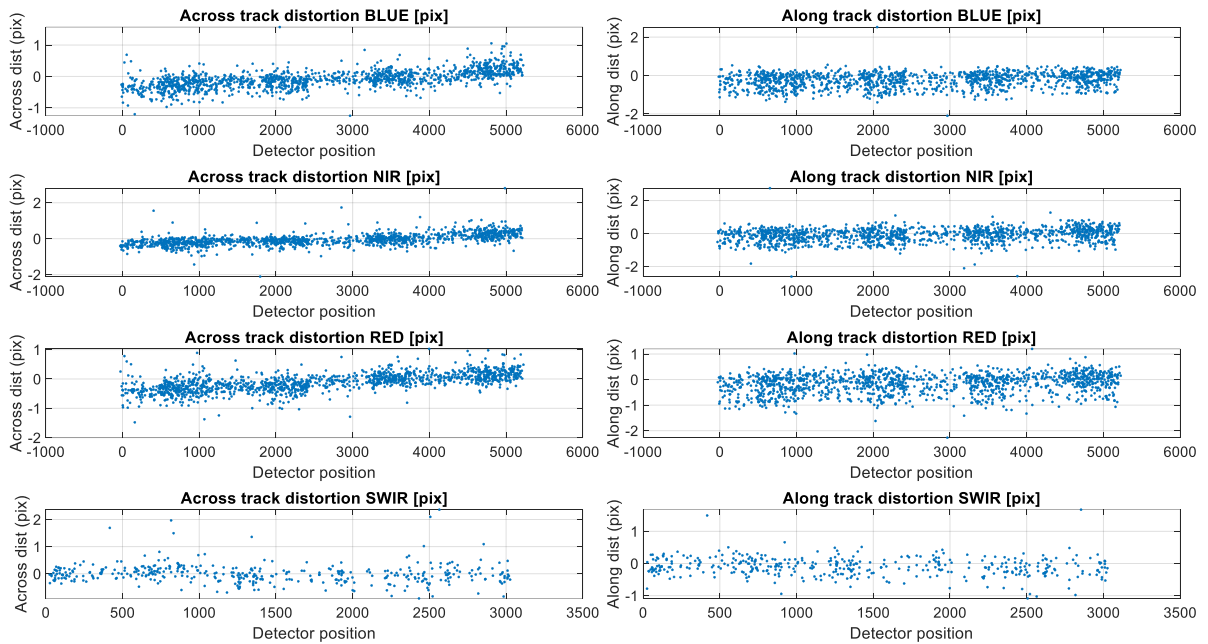 Across track distortion BLUE [pix]
Across dist (pix)
1
0
-1
-1000 0 1000 2000 3000 4000 5000 6000
Detector position
Along track distortion BLUE [pix]
Along dist (pix)
2
0
-2
-1000 0 1000 2000 3000 4000 5000 6000
Detector position
Across track distortion NIR [pix]
Across dist (pix)
2
0
-2
-1000 0 1000 2000 3000 4000 5000 6000
Detector position
Along track distortion NIR [pix]
Along dist (pix)
2
0
-2
-1000 0 1000 2000 3000 4000 5000 6000
Detector position
Across track distortion RED [pix]
Across dist (pix)
1
0
-1
-2
-1000 0 1000 2000 3000 4000 5000 6000
Detector position
Along track distortion RED [pix]
Along dist (pix)
1
0
-1
-2
-1000 0 1000 2000 3000 4000 5000 6000
Detector position
Across track distortion SWIR [pix]
Across dist (pix)
2
1
0
0 500 1000 1500 2000 2500 3000 3500
Detector position
Along track distortion SWIR [pix]
Along dist (pix)
1
0
-1
0 500 1000 1500 2000 2500 3000 3500
Detector position